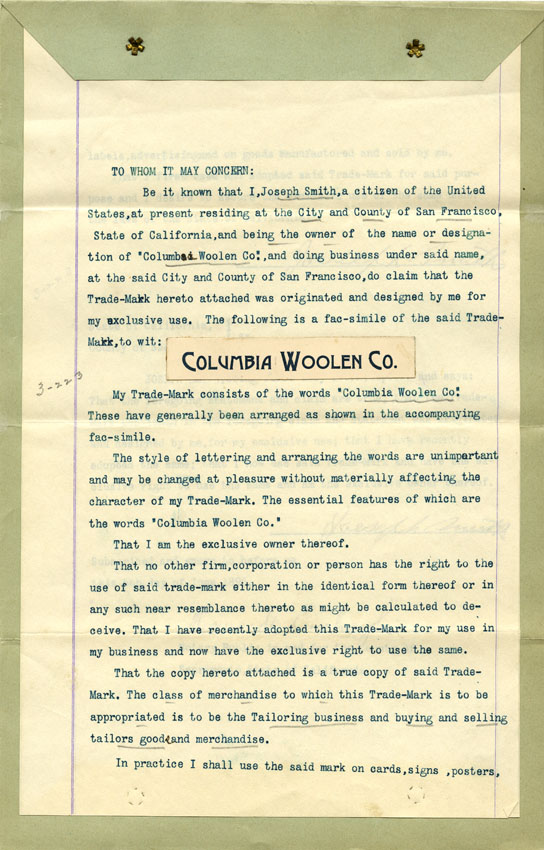 TO WHOM IT MAY CONCERN:
Be it known that I,Joseph Smith,a citizen of the United
States,at present residing at the City and County of San Francisco,
State of California,and being the owner of the name or designa-
tion of "Columbai Woolen Co",and doing business under said name,
at the said City and County of San Francisco,do claim that the
Trade-Mark hereto attached was originated and designed by me for
my exclusive use. The following is a fac-simile of the said Trade-
Mark,to wit:
COLUMBIA WOOLEN CO.
3-223
My Trade-Mark consists of the words "Columbia Woolen Co".
These have generally been arranged as shown in the accompanying
fac-simile.
The style of lettering and arranging the words are unimportant
and may be changed at pleasure without materially affecting the
character of my Trade-Mark. The essential features of which are
the words "Columbia Woolen Co."
That I am the exclusive owner thereof.
That no other firm,corporation or person has the right to the
use of said trade-mark either in the identical form thereof or in
any such near resemblance thereto as might be calculated to de-
ceive. That I have recently adopted this Trade-Mark for my use in
my business and now have the exclusive right to use the same.
That the copy hereto attached is a true copy of said Trade-
Mark. The class of merchandise to which this Trade-Mark is to be
appropriated is to be the Tailoring business and buying and selling
tailors goods and merchandise.
In practice I shall use the said mark on cards,signs ,posters,